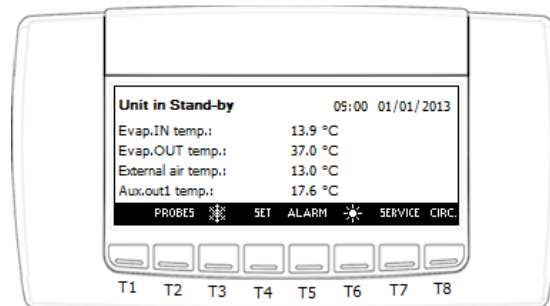 Unit in Stand-by 09:00 01/01/2013
Evap.IN temp.: 13.9 °C
Evap.OUT temp.: 37.0 °C
External air temp.: 13.0 °C
Aux.out1 temp.: 17.6 °C
PROBES SET ALARM SERVICE CIRC.
T1 T2 T3 T4 T5 T6 T7 T8